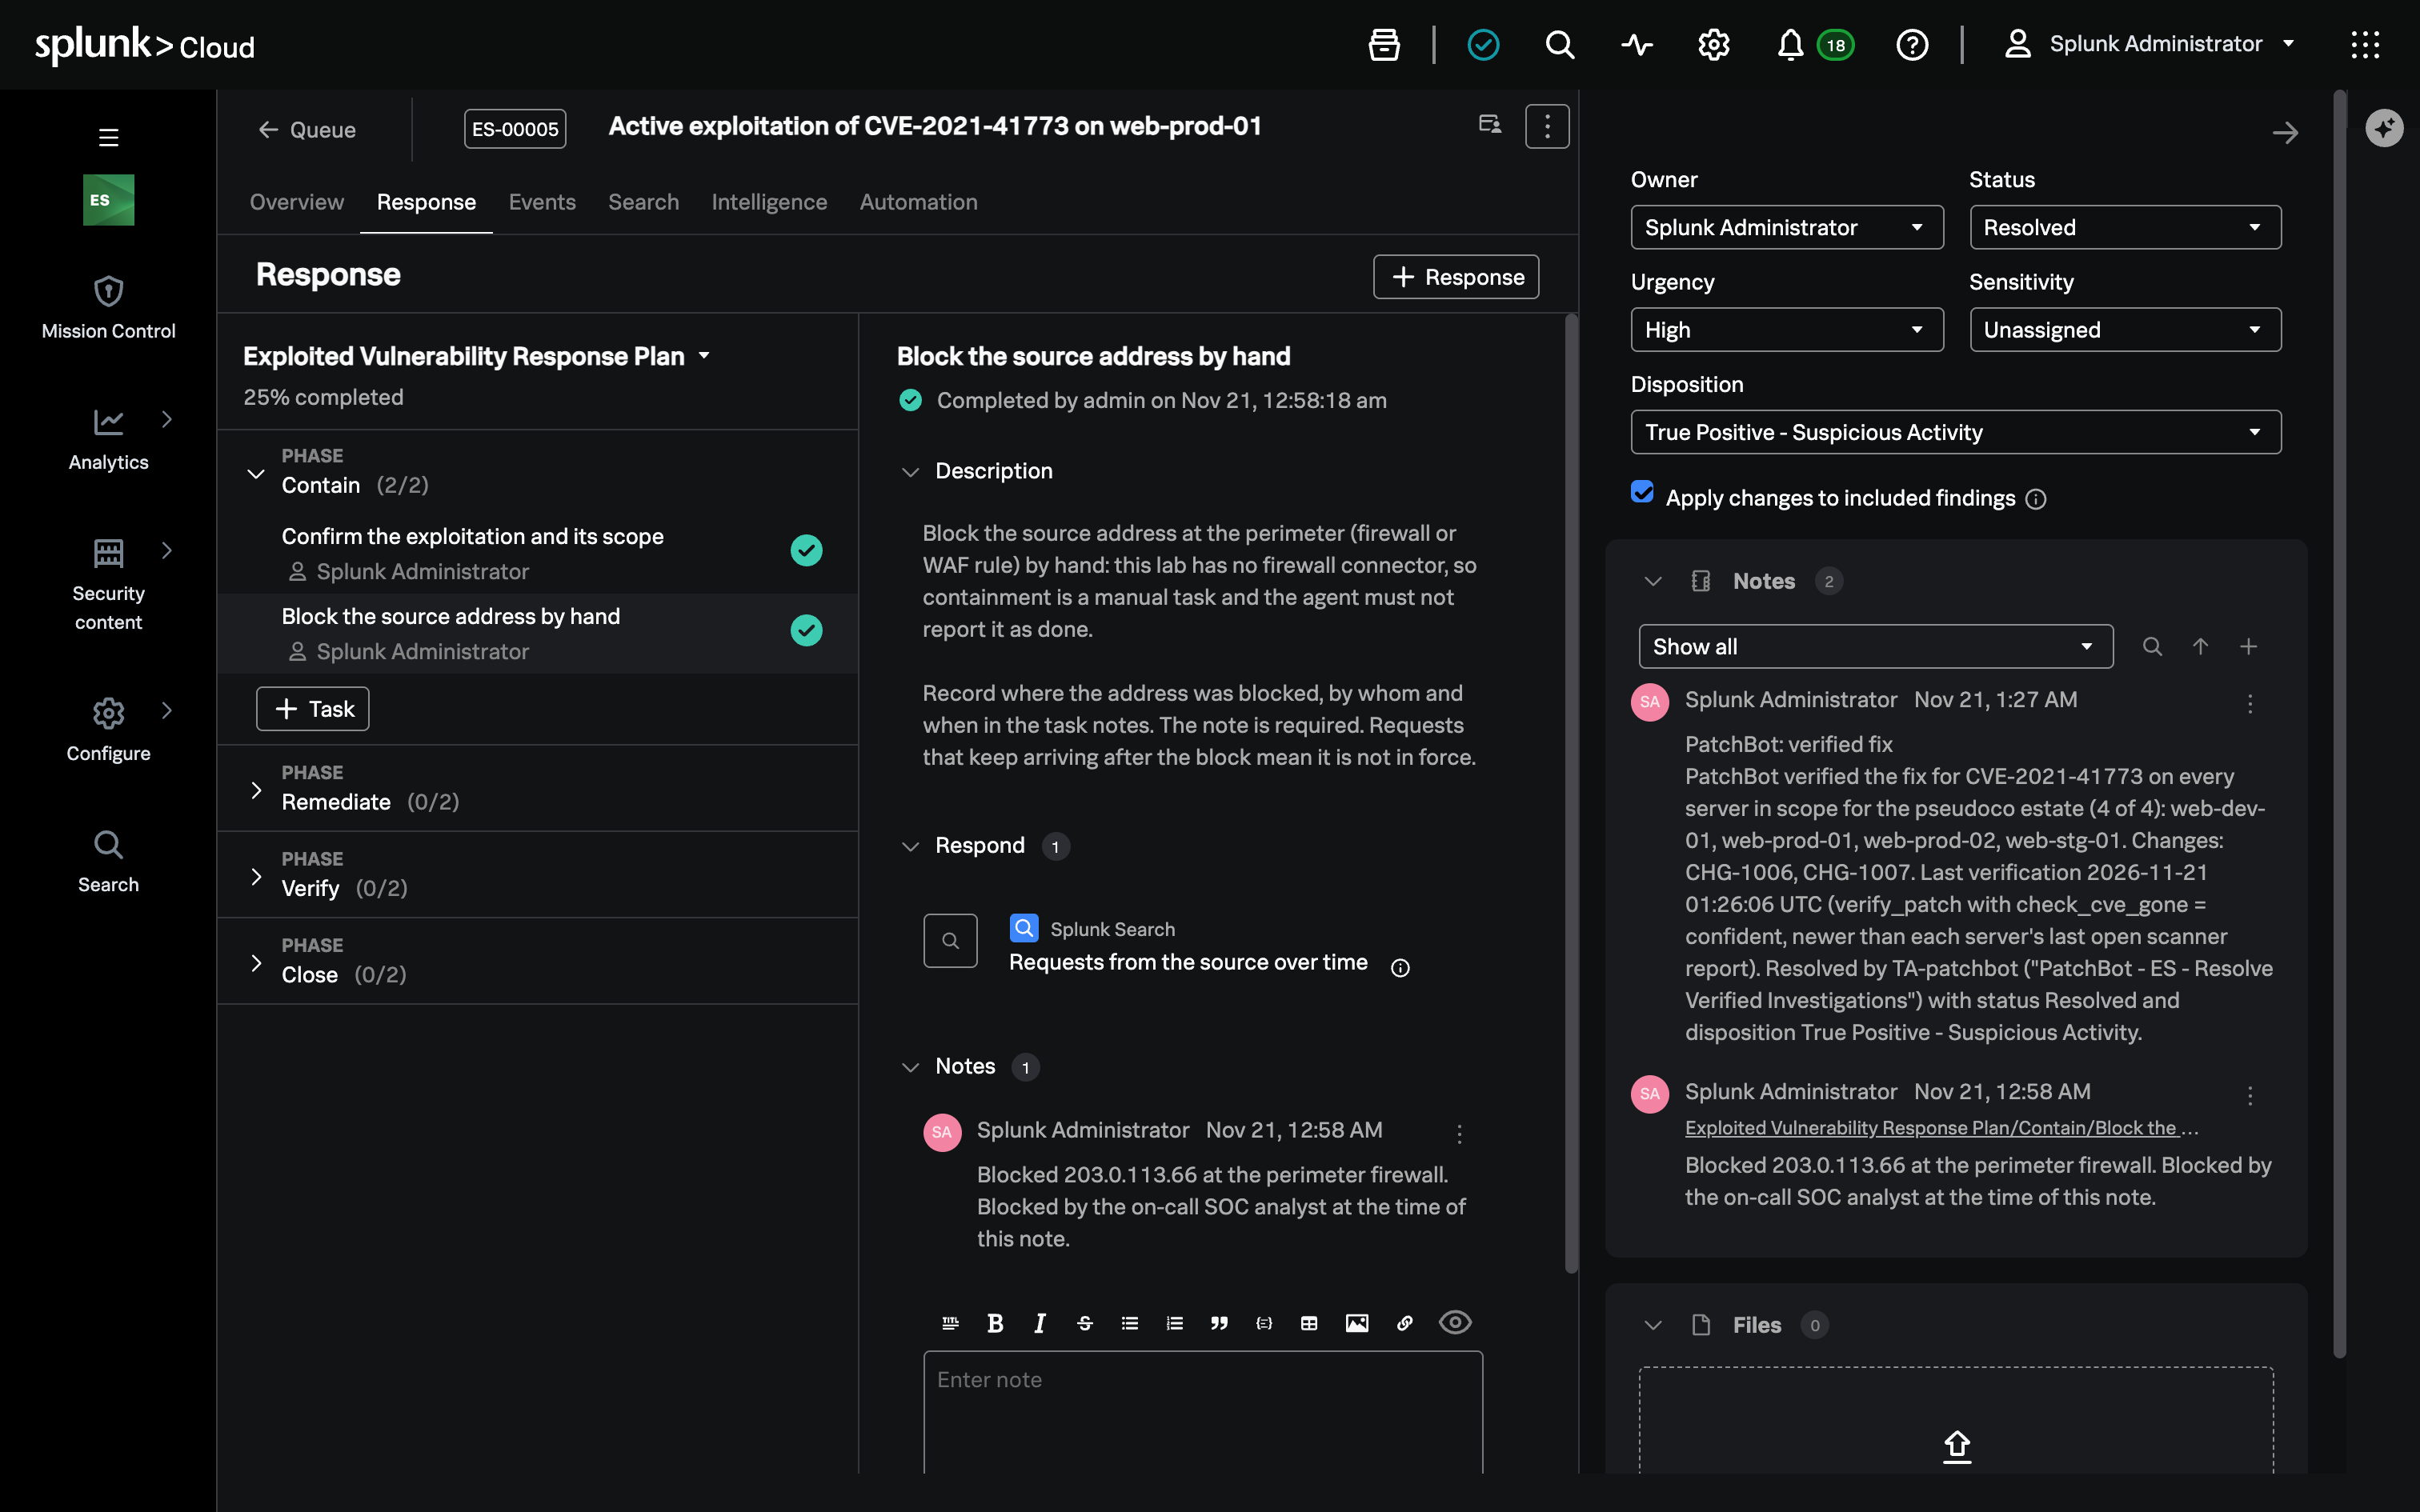 splunk> Cloud
18
Splunk Administrator
ES
Mission Control
Analytics
Security
content
Configure
Search
Queue
ES-00005
Active exploitation of CVE-2021-41773 on web-prod-01
Overview
Response
Events
Search
Intelligence
Automation
Response
Response
Exploited Vulnerability Response Plan
25% completed
PHASE
Contain (2/2)
Confirm the exploitation and its scope
Splunk Administrator
Block the source address by hand
Splunk Administrator
Task
PHASE
Remediate (0/2)
PHASE
Verify (0/2)
PHASE
Close (0/2)
Block the source address by hand
Completed by admin on Nov 21, 12:58:18 am
Description
Block the source address at the perimeter (firewall or
WAF rule) by hand: this lab has no firewall connector, so
containment is a manual task and the agent must not
report it as done.
Record where the address was blocked, by whom and
when in the task notes. The note is required. Requests
that keep arriving after the block mean it is not in force.
Respond 1
Splunk Search
Requests from the source over time
Notes 1
SA
Splunk Administrator Nov 21, 12:58 AM
Blocked 203.0.113.66 at the perimeter firewall.
Blocked by the on-call SOC analyst at the time of
this note.
TITL
B
I
S
Enter note
Owner
Splunk Administrator
Status
Resolved
Urgency
High
Sensitivity
Unassigned
Disposition
True Positive - Suspicious Activity
Apply changes to included findings
Notes 2
Show all
SA
Splunk Administrator Nov 21, 1:27 AM
PatchBot: verified fix
PatchBot verified the fix for CVE-2021-41773 on every
server in scope for the pseudoco estate (4 of 4): web-dev-
01, web-prod-01, web-prod-02, web-stg-01. Changes:
CHG-1006, CHG-1007. Last verification 2026-11-21
01:26:06 UTC (verify_patch with check_cve_gone =
confident, newer than each server's last open scanner
report). Resolved by TA-patchbot ("PatchBot - ES - Resolve
Verified Investigations") with status Resolved and
disposition True Positive - Suspicious Activity.
SA
Splunk Administrator Nov 21, 12:58 AM
Exploited Vulnerability Response Plan/Contain/Block the ...
Blocked 203.0.113.66 at the perimeter firewall. Blocked by
the on-call SOC analyst at the time of this note.
Files 0